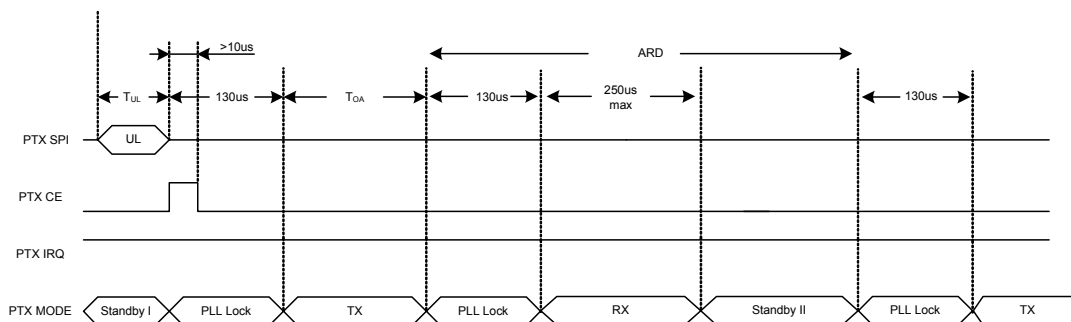 >10us
ARD
TUL
130us
TOA
130us
250us
max
130us
PTX SPI
UL
PTX CE
PTX IRQ
PTX MODE
Standby I
PLL Lock
TX
PLL Lock
RX
Standby II
PLL Lock
TX